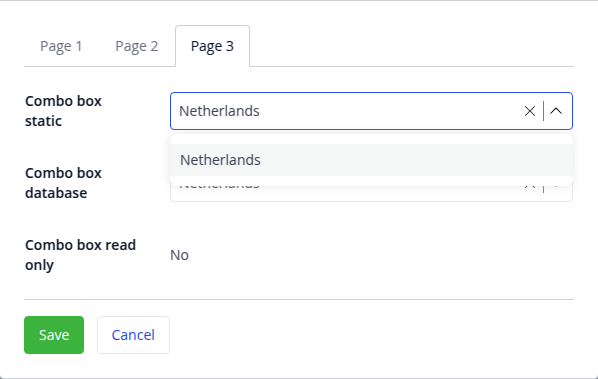 Page 1 Page 2 Page 3
Combo box static
Netherlands
Netherlands
Combo box database
Netherlands
Combo box read only
No
Save Cancel